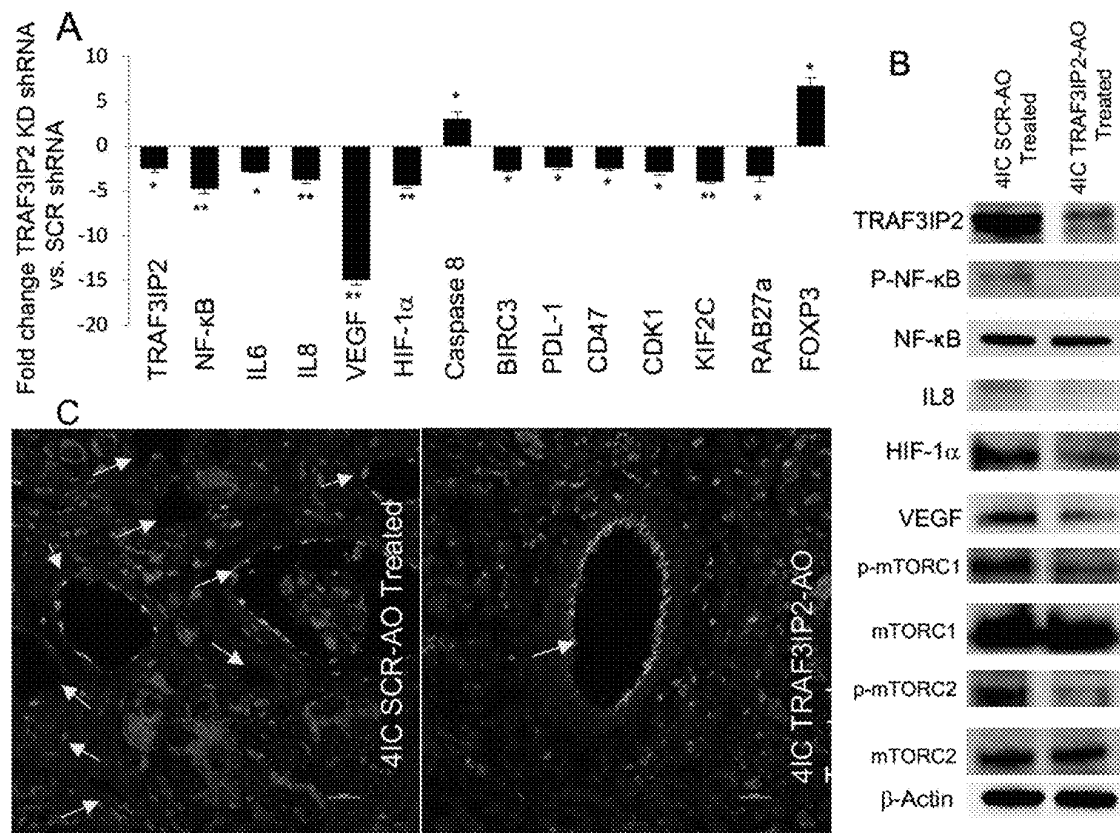 A
Fold change TRAF3IP2 KD shRNA
vs. SCR shRNA
10
5
0
-5
-10
-15
-20
*
**
*
**
**
**
*
*
*
*
*
**
*
*
TRAF3IP2
NF-κB
IL6
IL8
VEGF
HIF-1α
Caspase 8
BIRC3
PDL-1
CD47
CDK1
KIF2C
RAB27a
FOXP3
B
4IC SCR-AO
Treated
4IC TRAF3IP2-AO
Treated
TRAF3IP2
P-NF-κB
NF-κB
IL8
HIF-1α
VEGF
p-mTORC1
mTORC1
p-mTORC2
mTORC2
β-Actin
C
4IC SCR-AO Treated
4IC TRAF3IP2-AO